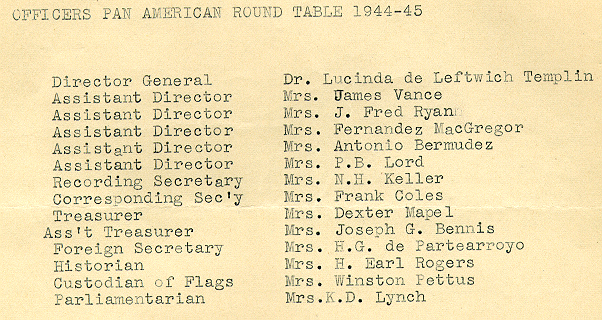 OFFICERS PAN AMERICAN ROUND TABLE 1944-45
Director General Dr. Lucinda de Leftwich Templin
Assistant Director Mrs. James Vance
Assistant Director Mrs. J. Fred Ryan
Assistant Director Mrs. Fernandez MacGregor
Assistant Director Mrs. Antonio Bermudez
Assistant Director Mrs. P.B. Lord
Recording Secretary Mrs. N.H. Keller
Corresponding Sec'y Mrs. Frank Coles
Treasurer Mrs. Dexter Mapel
Ass't Treasurer Mrs. Joseph G. Bennis
Foreign Secretary Mrs. H.G. de Partearroyo
Historian Mrs. H. Earl Rogers
Custodian of Flags Mrs. Winston Pettus
Parliamentarian Mrs.K.D. Lynch